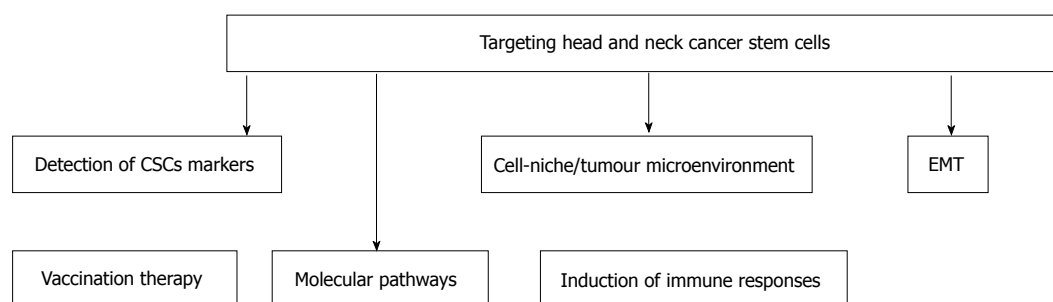 Targeting head and neck cancer stem cells
Detection of CSCs markers
Cell-niche/tumour microenvironment
EMT
Vaccination therapy
Molecular pathways
Induction of immune responses